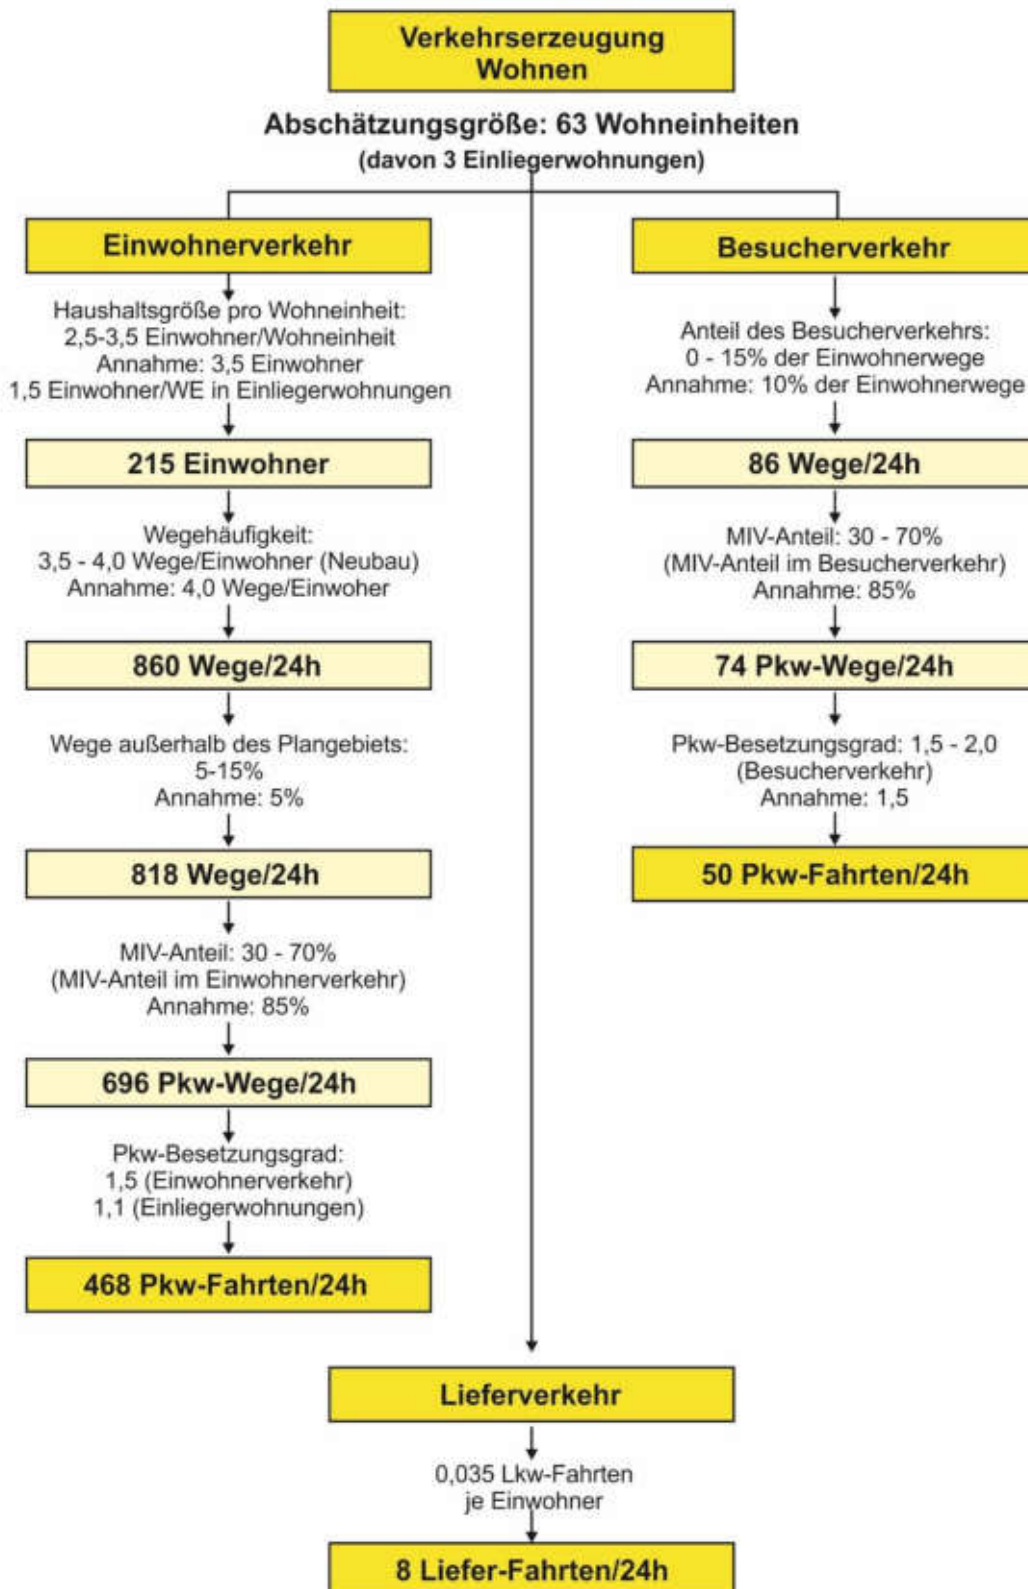 Verkehrserzeugung
Wohnen
Abschätzungsgröße: 63 Wohneinheiten
(davon 3 Einliegerwohnungen)
Einwohnerverkehr
Haushaltsgröße pro Wohneinheit:
2,5-3,5 Einwohner/Wohneinheit
Annahme: 3,5 Einwohner
1,5 Einwohner/WE in Einliegerwohnungen
215 Einwohner
Wegehäufigkeit:
3,5 - 4,0 Wege/Einwohner (Neubau)
Annahme: 4,0 Wege/Einwoher
860 Wege/24h
Wege außerhalb des Plangebiets:
5-15%
Annahme: 5%
818 Wege/24h
MIV-Anteil: 30 - 70%
(MIV-Anteil im Einwohnerverkehr)
Annahme: 85%
696 Pkw-Wege/24h
Pkw-Besetzungsgrad:
1,5 (Einwohnerverkehr)
1,1 (Einliegerwohnungen)
468 Pkw-Fahrten/24h
Besucherverkehr
Anteil des Besucherverkehrs:
0 - 15% der Einwohnerwege
Annahme: 10% der Einwohnerwege
86 Wege/24h
MIV-Anteil: 30 - 70%
(MIV-Anteil im Besucherverkehr)
Annahme: 85%
74 Pkw-Wege/24h
Pkw-Besetzungsgrad: 1,5 - 2,0
(Besucherverkehr)
Annahme: 1,5
50 Pkw-Fahrten/24h
Lieferverkehr
0,035 Lkw-Fahrten
je Einwohner
8 Liefer-Fahrten/24h